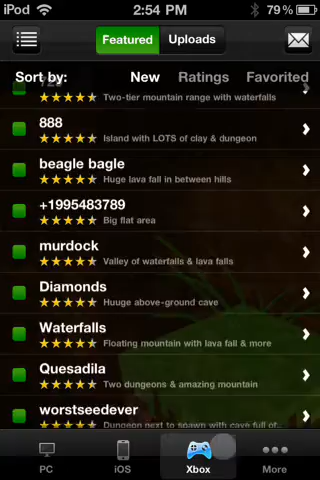 iPod 2:54 PM 79%
Featured Uploads
Sort by: New Ratings Favorited
Two-tier mountain range with waterfalls
888
Island with LOTS of clay & dungeon
beagle bagle
Huge lava fall in between hills
+1995483789
Big flat area
murdock
Valley of waterfalls & lava falls
Diamonds
Huuge above-ground cave
Waterfalls
Floating mountain with lava fall & more
Quesadila
Two dungeons & amazing mountain
worstseedever
Dungeon next to spawn with cave full of..
PC iOS Xbox More